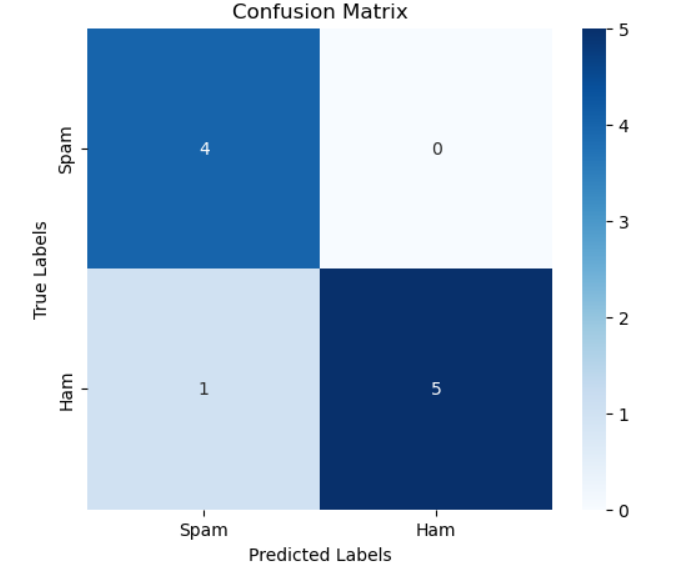 Confusion Matrix
5
4
3
2
1
0
True Labels
Spam
Ham
4 0
1 5
Spam Ham
Predicted Labels